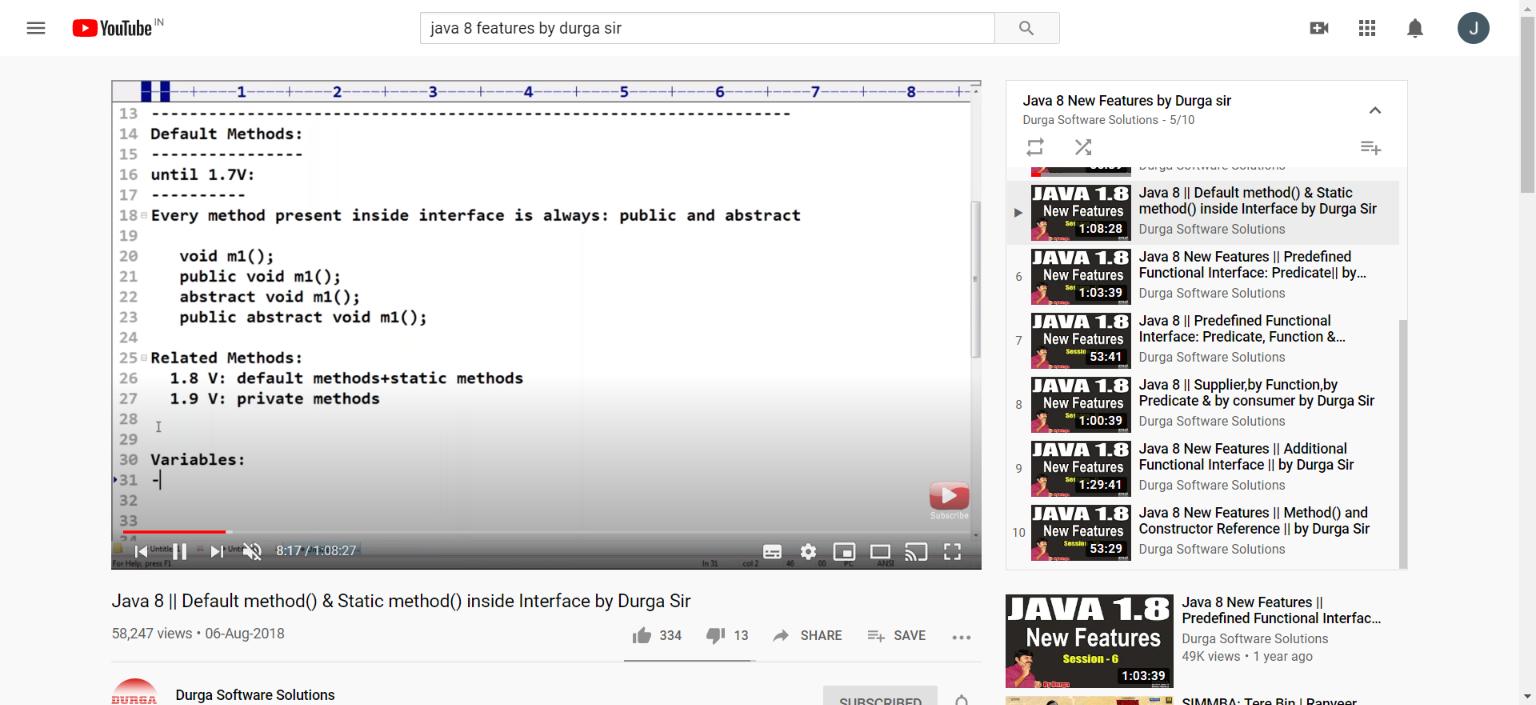 YouTube IN
java 8 features by durga sir
J
1 2 3 4 5 6 7 8
13 -------------------------------------------------------------------
14 Default Methods:
15 ----------------
16 until 1.7V:
17 ----------
18 Every method present inside interface is always: public and abstract
19
20 void m1();
21 public void m1();
22 abstract void m1();
23 public abstract void m1();
24
25 Related Methods:
26 1.8 V: default methods+static methods
27 1.9 V: private methods
28
29
30 Variables:
31 -
32
33
34
Subscribe
8:17 / 1:08:27
For Help, press F1
Java 8 || Default method() & Static method() inside Interface by Durga Sir
58,247 views • 06-Aug-2018
334 13 SHARE SAVE
DURGA
Durga Software Solutions
SUBSCRIBED
Java 8 New Features by Durga sir
Durga Software Solutions - 5/10
Durga Software Solutions
JAVA 1.8
New Features
1:08:28
Java 8 || Default method() & Static
method() inside Interface by Durga Sir
Durga Software Solutions
6
JAVA 1.8
New Features
1:03:39
Java 8 New Features || Predefined
Functional Interface: Predicate|| by...
Durga Software Solutions
7
JAVA 1.8
New Features
53:41
Java 8 || Predefined Functional
Interface: Predicate, Function &...
Durga Software Solutions
8
JAVA 1.8
New Features
1:00:39
Java 8 || Supplier,by Function,by
Predicate & by consumer by Durga Sir
Durga Software Solutions
9
JAVA 1.8
New Features
1:29:41
Java 8 New Features || Additional
Functional Interface || by Durga Sir
Durga Software Solutions
10
JAVA 1.8
New Features
53:29
Java 8 New Features || Method() and
Constructor Reference || by Durga Sir
Durga Software Solutions
JAVA 1.8
New Features
Session - 6
By Durga
1:03:39
Java 8 New Features ||
Predefined Functional Interfac...
Durga Software Solutions
49K views • 1 year ago
SIMMBA: Tere Bin | Ranveer